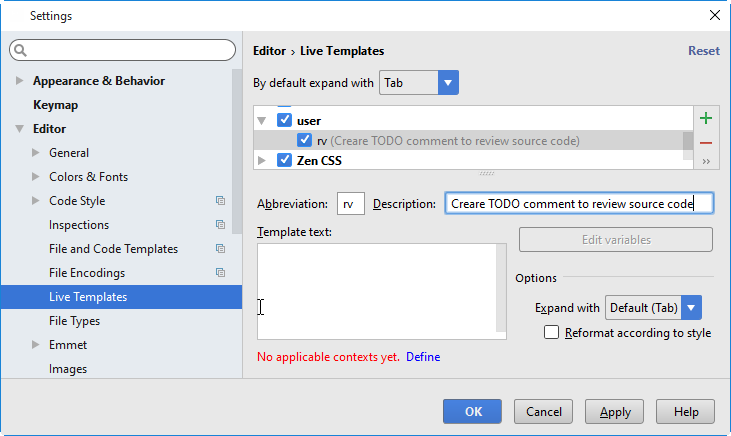 Settings
Editor › Live Templates
Reset
By default expand with Tab
Appearance & Behavior
Keymap
Editor
General
Colors & Fonts
Code Style
Inspections
File and Code Templates
File Encodings
Live Templates
File Types
Emmet
Images
user
rv (Creare TODO comment to review source code)
Zen CSS
Abbreviation: rv Description: Creare TODO comment to review source code
Template text:
Edit variables
Options
Expand with Default (Tab)
Reformat according to style
No applicable contexts yet. Define
OK Cancel Apply Help